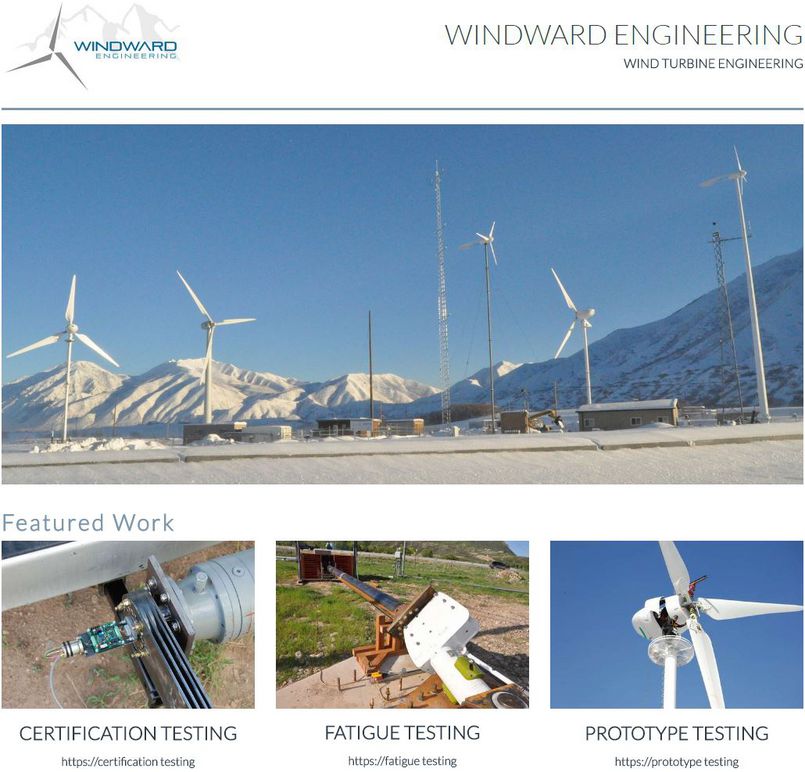 WINDWARD
ENGINEERING
WINDWARD ENGINEERING
WIND TURBINE ENGINEERING
Featured Work
CERTIFICATION TESTING
FATIGUE TESTING
PROTOTYPE TESTING
https://certification testing
https://fatigue testing
https://prototype testing